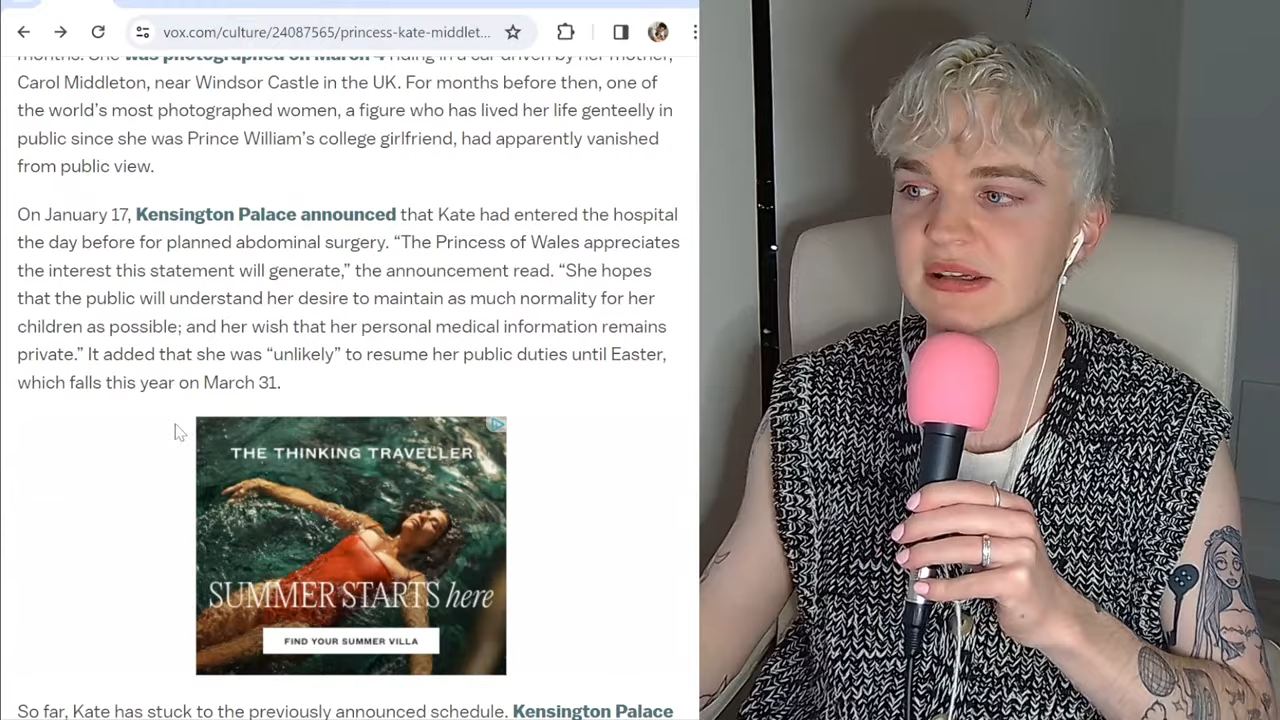 vox.com/culture/24087565/princess-kate-middlet...
months. She was photographed on March 4 riding in a car driven by her mother,
Carol Middleton, near Windsor Castle in the UK. For months before then, one of
the world’s most photographed women, a figure who has lived her life genteelly in
public since she was Prince William’s college girlfriend, had apparently vanished
from public view.
On January 17, Kensington Palace announced that Kate had entered the hospital
the day before for planned abdominal surgery. “The Princess of Wales appreciates
the interest this statement will generate,” the announcement read. “She hopes
that the public will understand her desire to maintain as much normality for her
children as possible; and her wish that her personal medical information remains
private.” It added that she was “unlikely” to resume her public duties until Easter,
which falls this year on March 31.
THE THINKING TRAVELLER
SUMMER STARTS here
FIND YOUR SUMMER VILLA
So far, Kate has stuck to the previously announced schedule. Kensington Palace